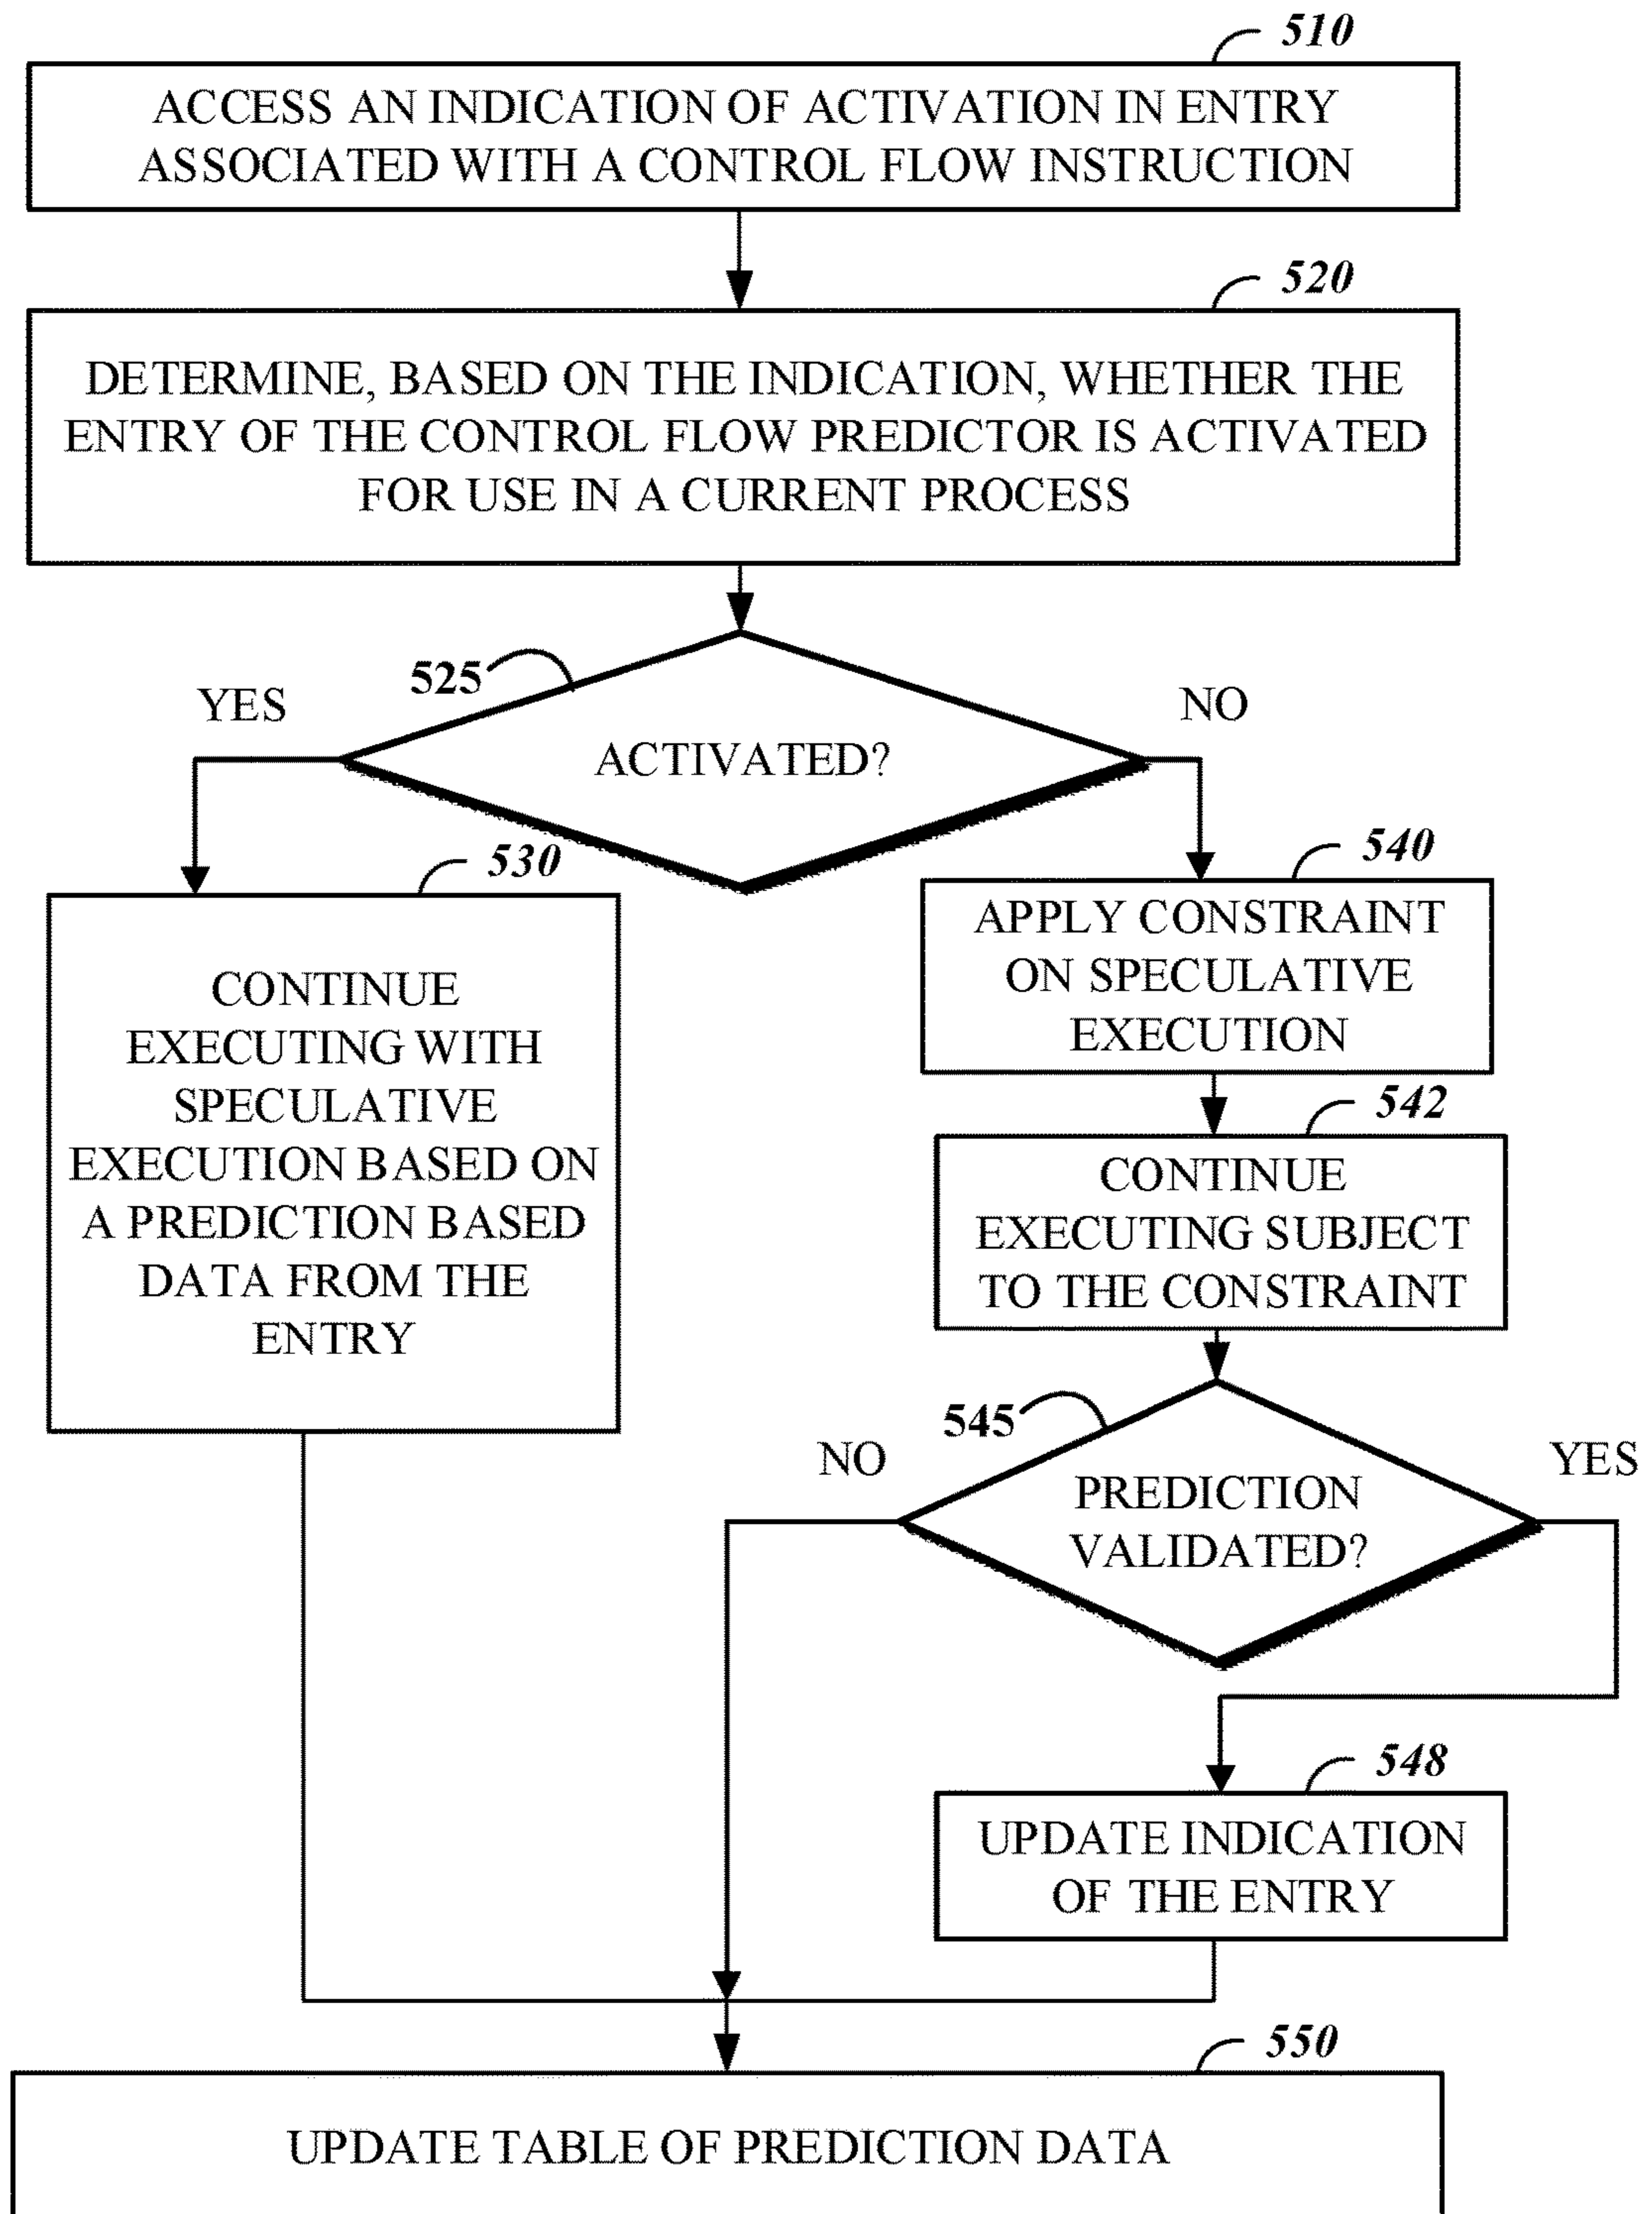 510
ACCESS AN INDICATION OF ACTIVATION IN ENTRY
ASSOCIATED WITH A CONTROL FLOW INSTRUCTION
520
DETERMINE, BASED ON THE INDICATION, WHETHER THE
ENTRY OF THE CONTROL FLOW PREDICTOR IS ACTIVATED
FOR USE IN A CURRENT PROCESS
525
YES
NO
ACTIVATED?
530
CONTINUE
EXECUTING WITH
SPECULATIVE
EXECUTION BASED ON
A PREDICTION BASED
DATA FROM THE
ENTRY
540
APPLY CONSTRAINT
ON SPECULATIVE
EXECUTION
542
CONTINUE
EXECUTING SUBJECT
TO THE CONSTRAINT
545
NO
YES
PREDICTION
VALIDATED?
548
UPDATE INDICATION
OF THE ENTRY
550
UPDATE TABLE OF PREDICTION DATA